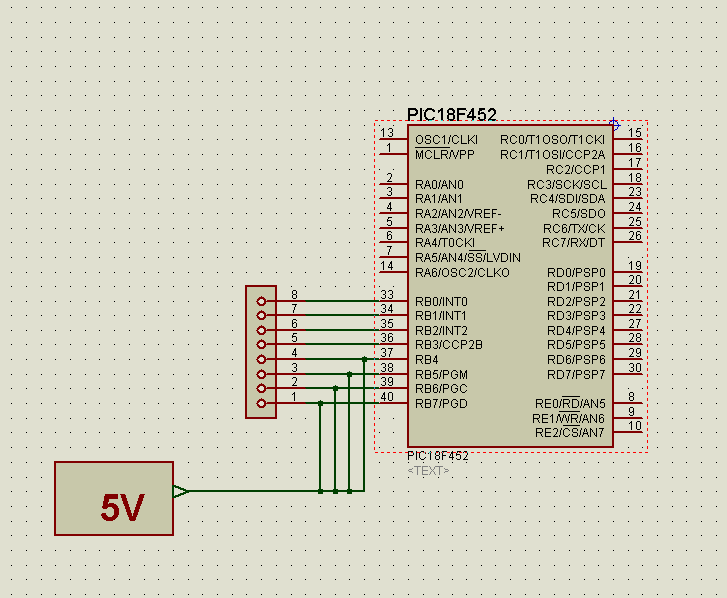 PIC18F452
13 OSC1/CLKI RC0/T1OSO/T1CKI 15
1 MCLR/VPP RC1/T1OSI/CCP2A 16
RC2/CCP1 17
2 RA0/AN0 RC3/SCK/SCL 18
3 RA1/AN1 RC4/SDI/SDA 23
4 RA2/AN2/VREF- RC5/SDO 24
5 RA3/AN3/VREF+ RC6/TX/CK 25
6 RA4/T0CKI RC7/RX/DT 26
7 RA5/AN4/SS/LVDIN
14 RA6/OSC2/CLKO RD0/PSP0 19
RD1/PSP1 20
8 33 RB0/INT0 RD2/PSP2 21
7 34 RB1/INT1 RD3/PSP3 22
6 35 RB2/INT2 RD4/PSP4 27
5 36 RB3/CCP2B RD5/PSP5 28
4 37 RB4 RD6/PSP6 29
3 38 RB5/PGM RD7/PSP7 30
2 39 RB6/PGC
1 40 RB7/PGD RE0/RD/AN5 8
RE1/WR/AN6 9
RE2/CS/AN7 10
PIC18F452
<TEXT>
5V